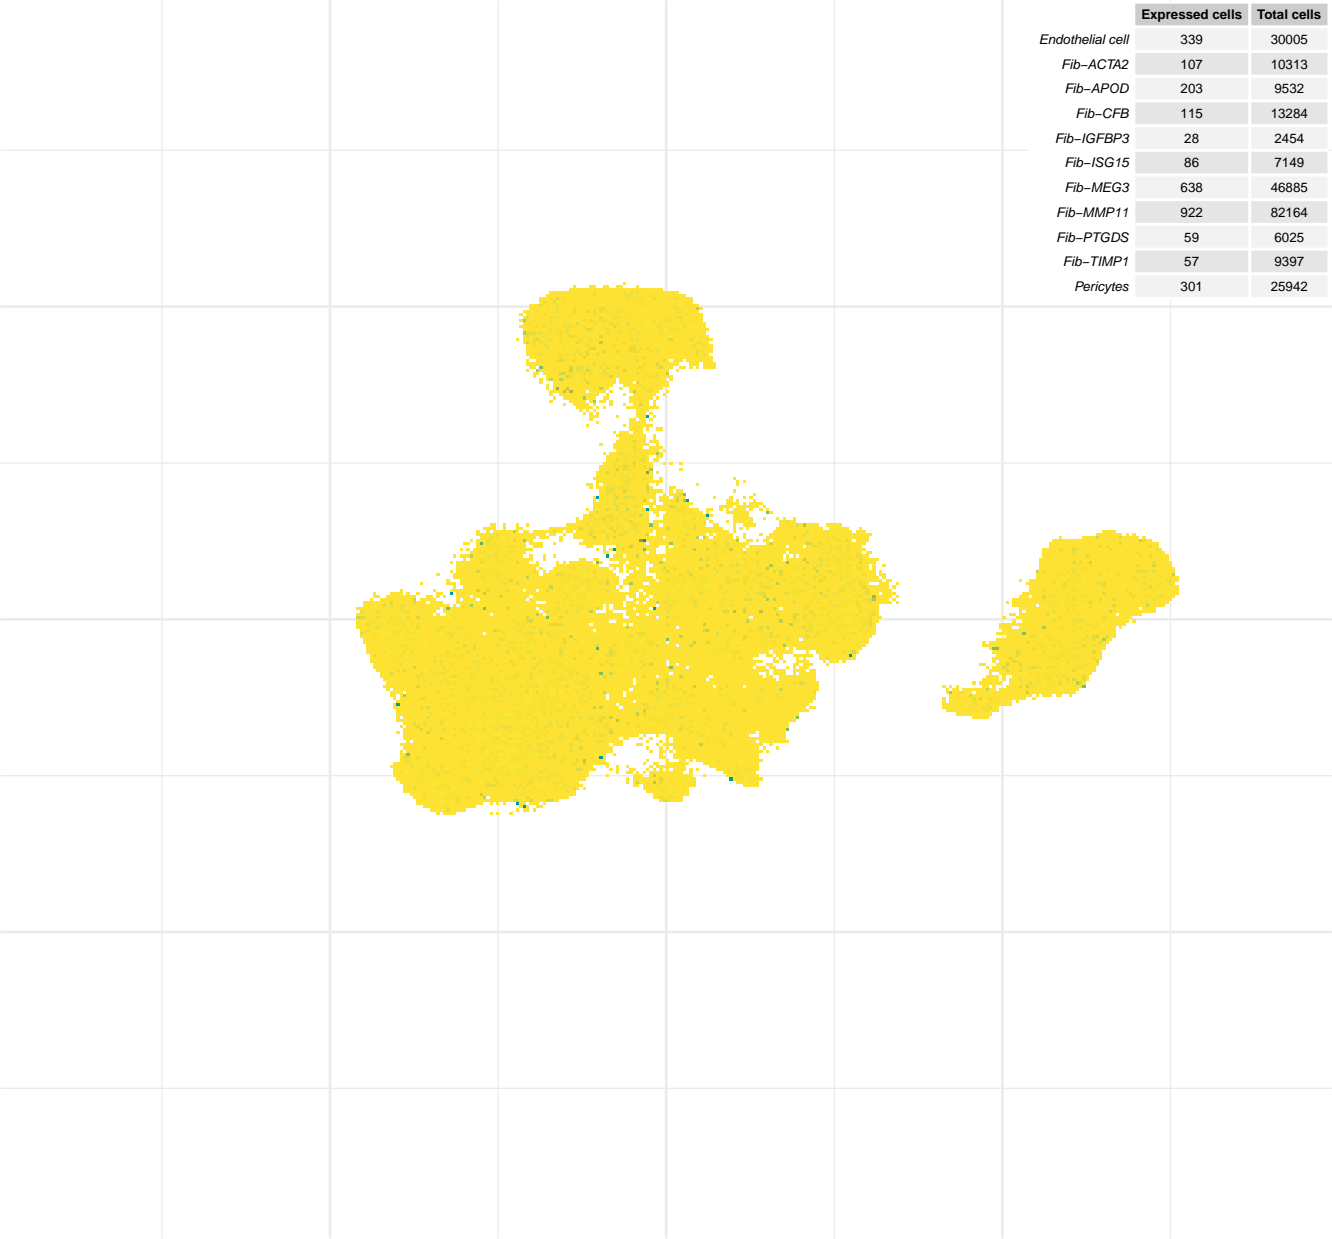 Expressed cells Total cells
Endothelial cell 339 30005
Fib−ACTA2 107 10313
Fib−APOD 203 9532
Fib−CFB 115 13284
Fib−IGFBP3 28 2454
Fib−ISG15 86 7149
Fib−MEG3 638 46885
Fib−MMP11 922 82164
Fib−PTGDS 59 6025
Fib−TIMP1 57 9397
Pericytes 301 25942